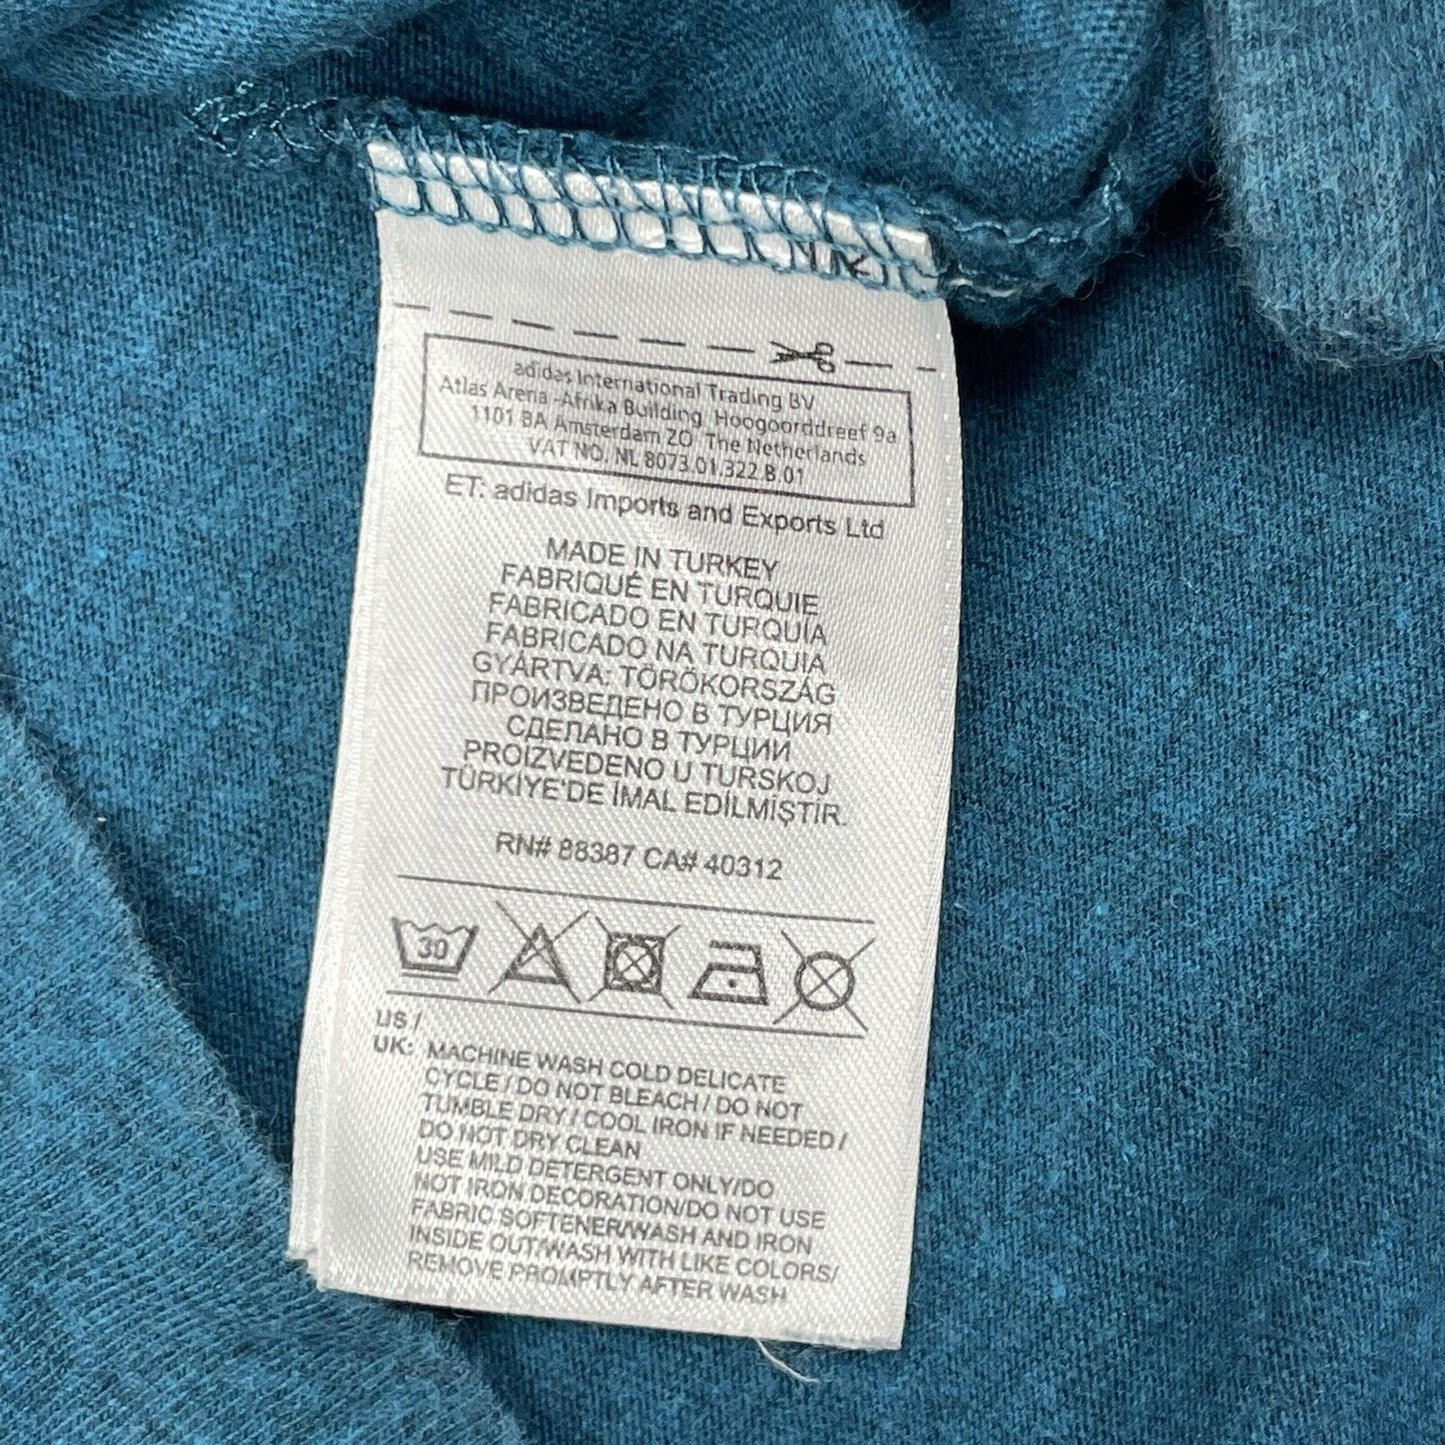 adidas International Trading BV
Atlas Arena -Afrika Building Hoogoorddreef 9a
1101 BA Amsterdam ZO The Netherlands
VAT NO. NL 8073.01.322.B.01
ET: adidas Imports and Exports Ltd
MADE IN TURKEY
FABRIQUÉ EN TURQUIE
FABRICADO EN TURQUÍA
FABRICADO NA TURQUIA
GYÁRTVA: TÖRÖKORSZÁG
ПРОИЗВЕДЕНО В ТУРЦИЯ
СДЕЛАНО В ТУРЦИИ
PROIZVEDENO U TURSKOJ
TÜRKİYE'DE İMAL EDİLMİŞTİR.
RN# 88387 CA# 40312
30
US /
UK: MACHINE WASH COLD DELICATE
CYCLE / DO NOT BLEACH / DO NOT
TUMBLE DRY / COOL IRON IF NEEDED /
DO NOT DRY CLEAN
USE MILD DETERGENT ONLY/DO
NOT IRON DECORATION/DO NOT USE
FABRIC SOFTENER/WASH AND IRON
INSIDE OUT/WASH WITH LIKE COLORS/
REMOVE PROMPTLY AFTER WASH